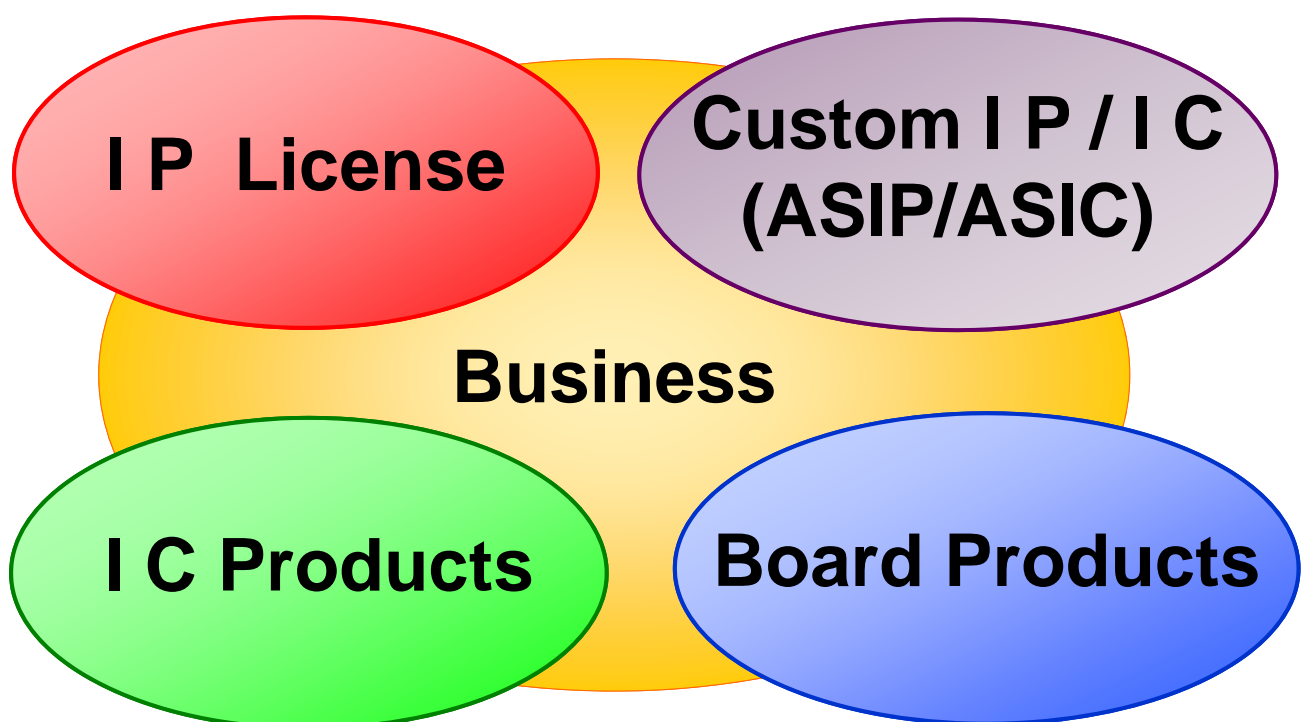 I P License
Custom I P / I C
(ASIP/ASIC)
Business
I C Products
Board Products